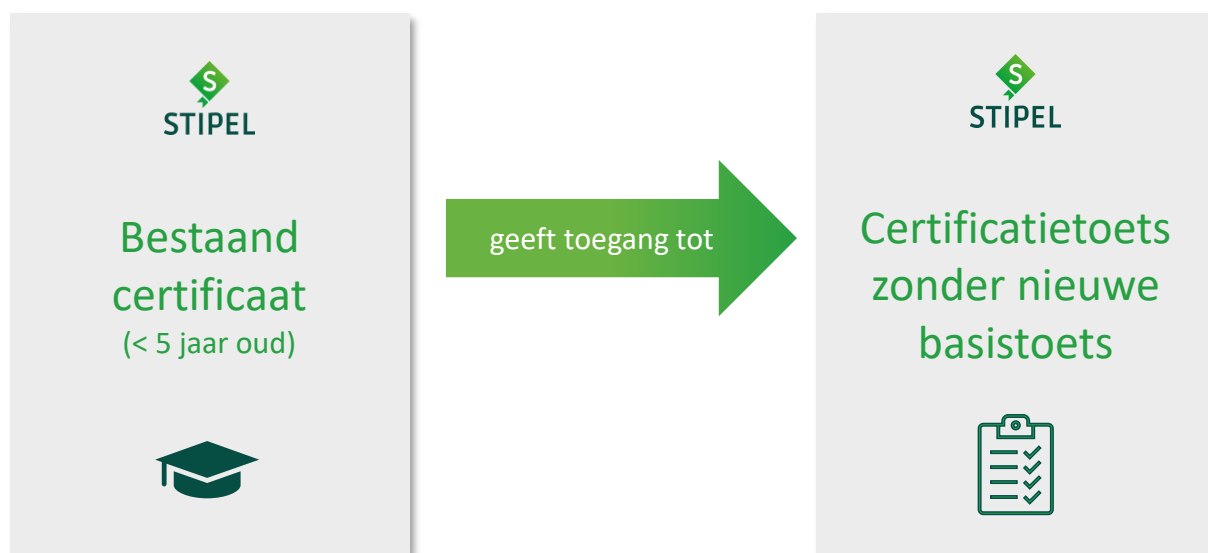 S
STIPEL
Bestaand
certificaat
(< 5 jaar oud)
geeft toegang tot
S
STIPEL
Certificatietoets
zonder nieuwe
basistoets